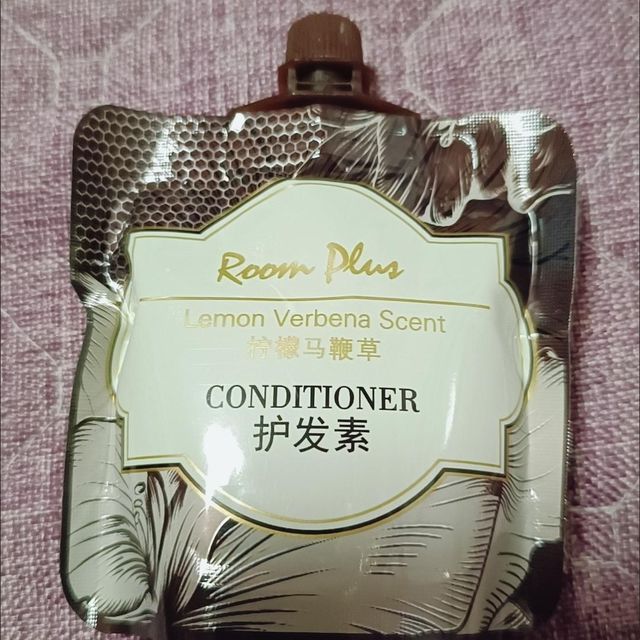 Room Plus
Lemon Verbena Scent
柠檬马鞭草
CONDITIONER
护发素